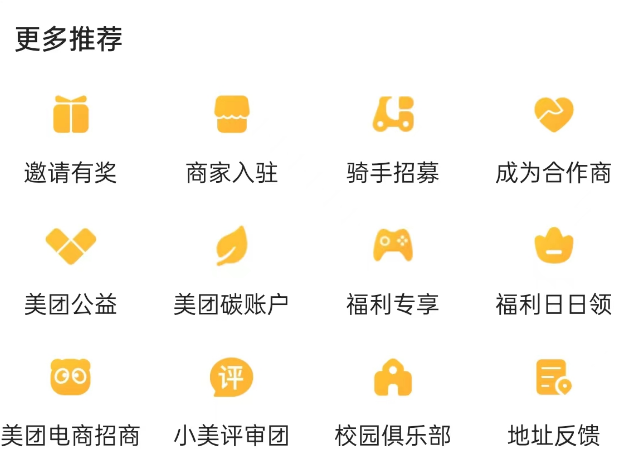 更多推荐
邀请有奖 商家入驻 骑手招募 成为合作商
美团公益 美团碳账户 福利专享 福利日日领
评
美团电商招商 小美评审团 校园俱乐部 地址反馈